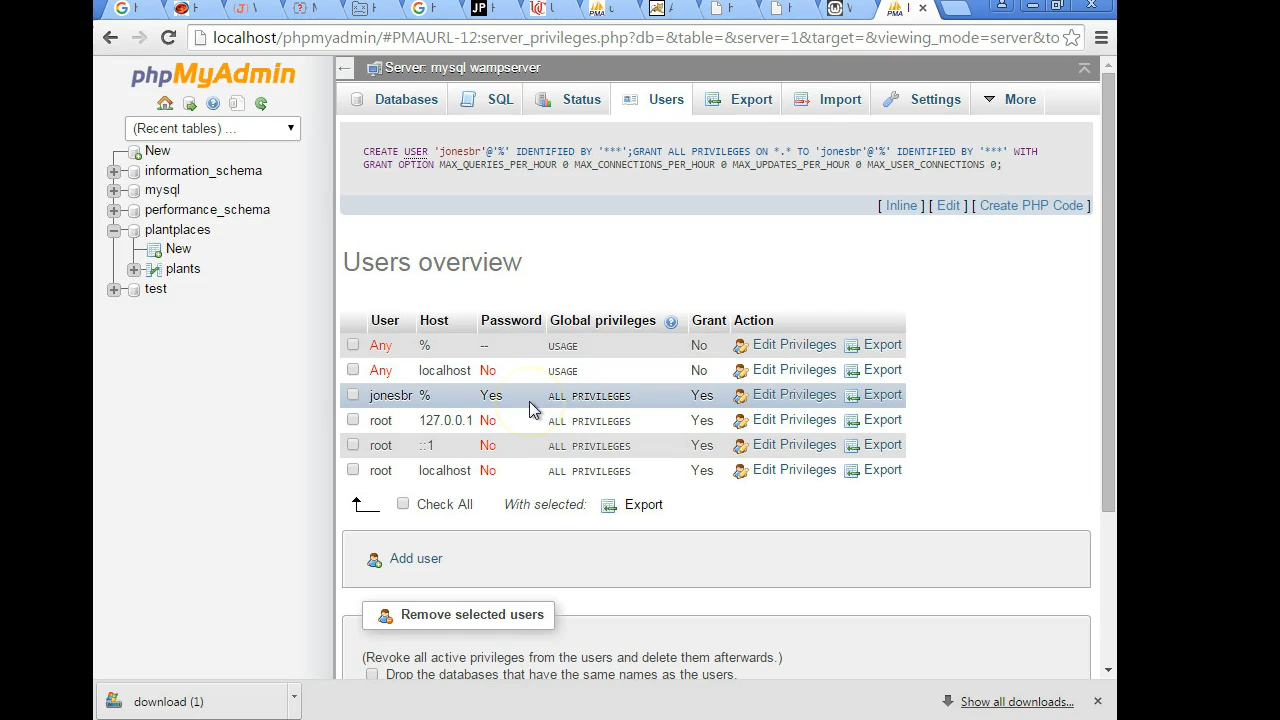 localhost/phpmyadmin/#PMAURL-12:server_privileges.php?db=&table=&server=1&target=&viewing_mode=server&to
phpMyAdmin
(Recent tables) ...
New
information_schema
mysql
performance_schema
plantplaces
New
plants
test
Server: mysql wampserver
Databases SQL Status Users Export Import Settings More
CREATE USER 'jonesbr'@'%' IDENTIFIED BY '***';GRANT ALL PRIVILEGES ON *.* TO 'jonesbr'@'%' IDENTIFIED BY '***' WITH
GRANT OPTION MAX_QUERIES_PER_HOUR 0 MAX_CONNECTIONS_PER_HOUR 0 MAX_UPDATES_PER_HOUR 0 MAX_USER_CONNECTIONS 0;
[ Inline ] [ Edit ] [ Create PHP Code ]
Users overview
User Host Password Global privileges Grant Action
Any % -- USAGE No Edit Privileges Export
Any localhost No USAGE No Edit Privileges Export
jonesbr % Yes ALL PRIVILEGES Yes Edit Privileges Export
root 127.0.0.1 No ALL PRIVILEGES Yes Edit Privileges Export
root ::1 No ALL PRIVILEGES Yes Edit Privileges Export
root localhost No ALL PRIVILEGES Yes Edit Privileges Export
Check All With selected: Export
Add user
Remove selected users
(Revoke all active privileges from the users and delete them afterwards.)
Drop the databases that have the same names as the users.
download (1)
Show all downloads...